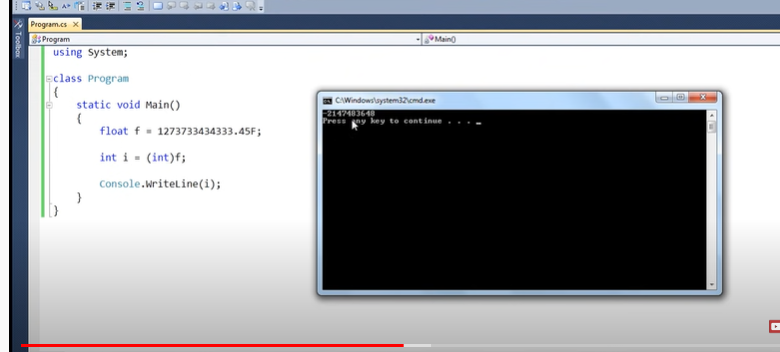 Program.cs
Program
Main()
Toolbox
using System;
class Program
{
static void Main()
{
float f = 1273733434333.45F;
int i = (int)f;
Console.WriteLine(i);
}
}
C:\Windows\system32\cmd.exe
-2147483648
Press any key to continue . . . _